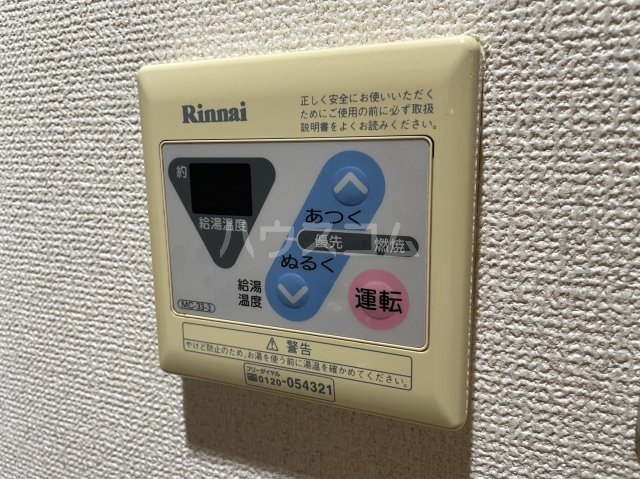 Rinnai
正しく安全にお使いいただく
ためにご使用の前に必ず取扱
説明書をよくお読みください。
約
給湯温度
あつく
優先
燃焼
ぬるく
給湯
温度
運転
MC-33-3
警告
やけど防止のため、お湯を使う前に湯温を確かめてください。
フリーダイヤル
0120-054321
ハウスコム